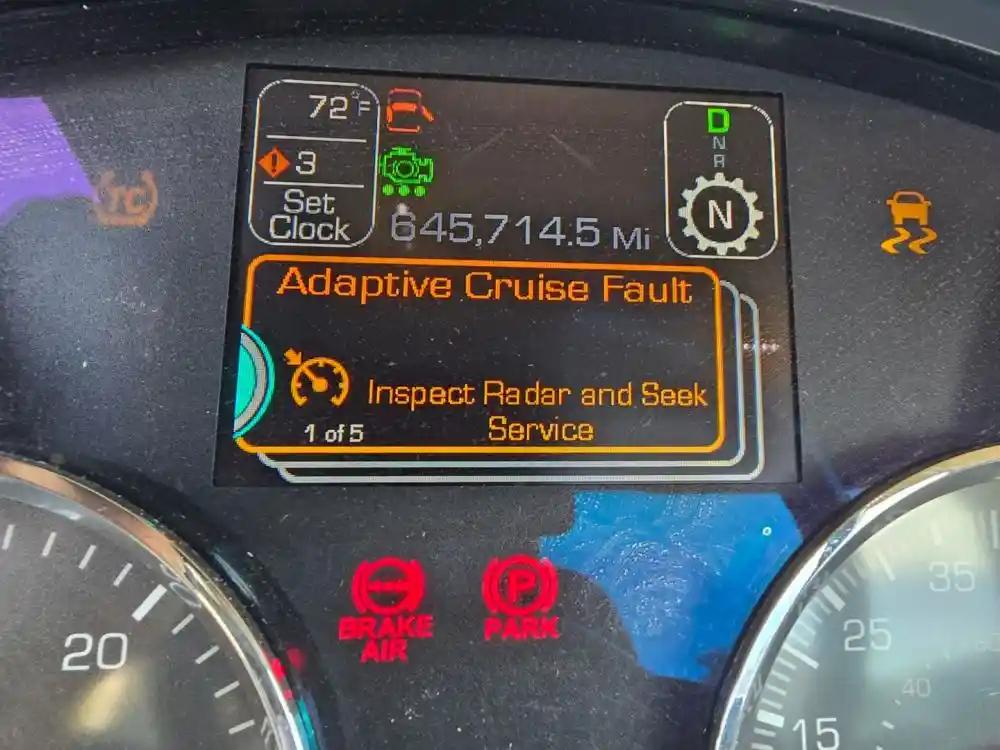 72°F
3
Set
Clock
645,714.5 Mi
D
N
R
N
TC
Adaptive Cruise Fault
Inspect Radar and Seek
Service
1 of 5
BRAKE
AIR
P
PARK
20
35
25
40
15